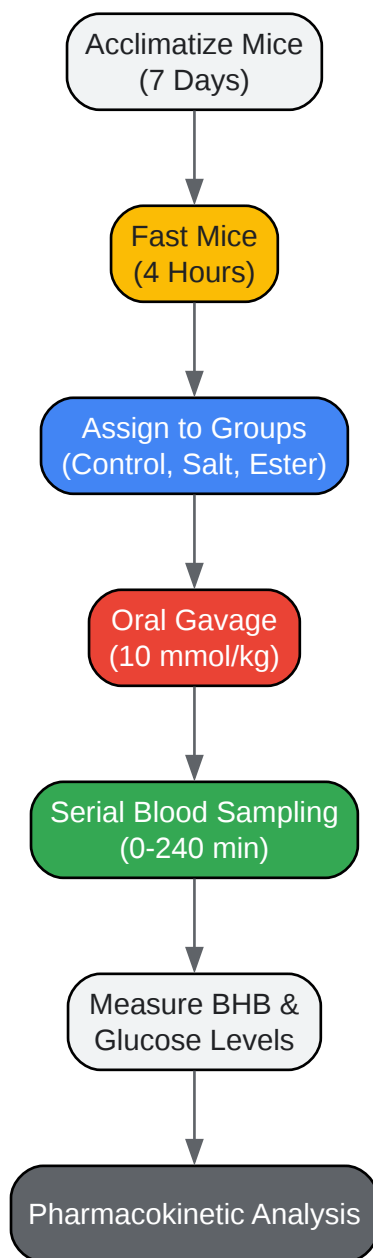 Acclimatize Mice
(7 Days)
Fast Mice
(4 Hours)
Assign to Groups
(Control, Salt, Ester)
Oral Gavage
(10 mmol/kg)
Serial Blood Sampling
(0-240 min)
Measure BHB &
Glucose Levels
Pharmacokinetic Analysis